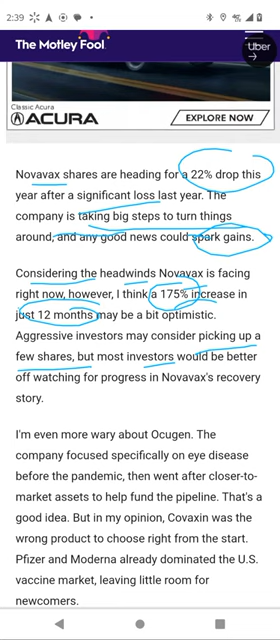 2:39
The Motley Fool.
Uber
Classic Acura
ACURA
EXPLORE NOW
Novavax shares are heading for a 22% drop this
year after a significant loss last year. The
company is taking big steps to turn things
around, and any good news could spark gains.
Considering the headwinds Novavax is facing
right now, however, I think a 175% increase in
just 12 months may be a bit optimistic.
Aggressive investors may consider picking up a
few shares, but most investors would be better
off watching for progress in Novavax's recovery
story.
I'm even more wary about Ocugen. The
company focused specifically on eye disease
before the pandemic, then went after closer-to-
market assets to help fund the pipeline. That's a
good idea. But in my opinion, Covaxin was the
wrong product to choose right from the start.
Pfizer and Moderna already dominated the U.S.
vaccine market, leaving little room for
newcomers.